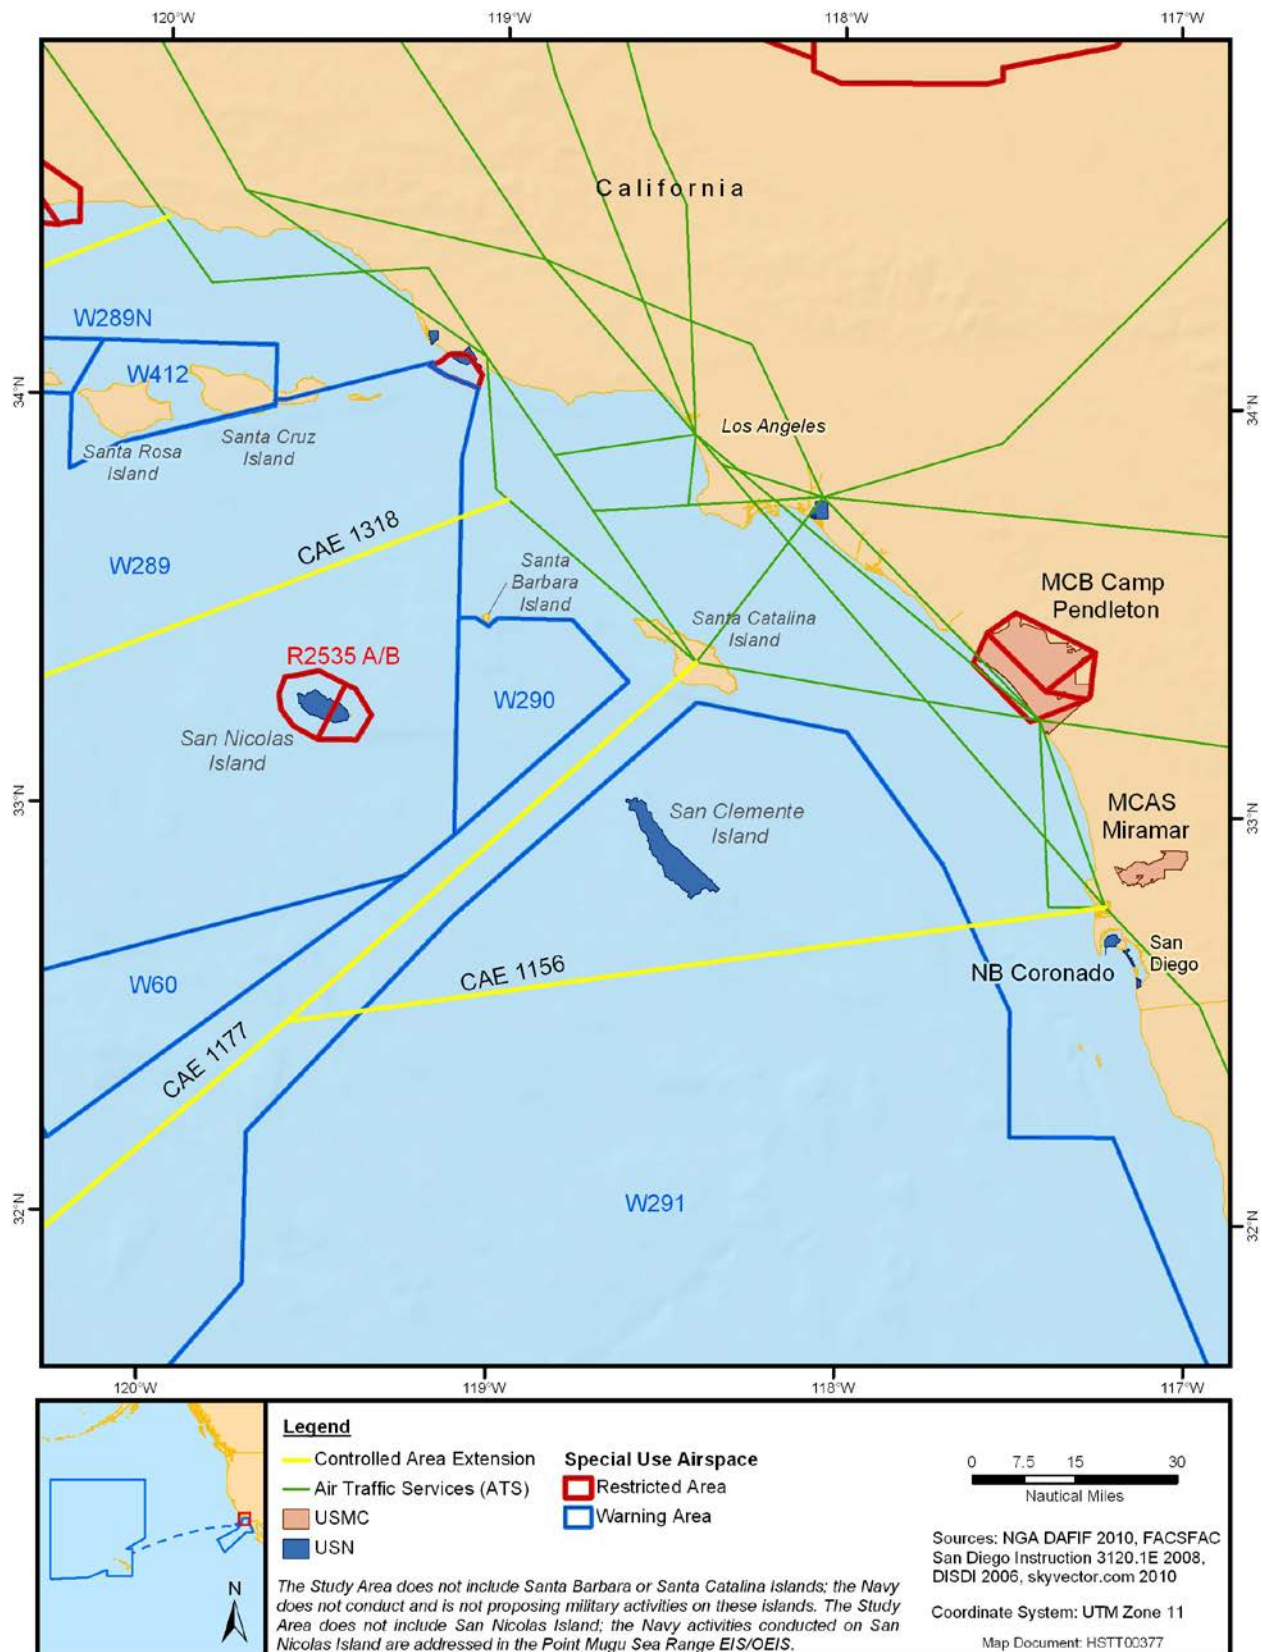 120°W 119°W 118°W 117°W
California
W289N
W412
34°N
34°N
Santa Rosa
Island
Santa Cruz
Island
Los Angeles
CAE 1318
W289
Santa
Barbara
Island
MCB Camp
Pendleton
Santa Catalina
Island
R2535 A/B
W290
San Nicolas
Island
33°N
33°N
San Clemente
Island
MCAS
Miramar
W60
CAE 1156
NB Coronado
San
Diego
CAE 1177
32°N
32°N
W291
120°W 119°W 118°W 117°W
N
Legend
Controlled Area Extension
Air Traffic Services (ATS)
USMC
USN
Special Use Airspace
Restricted Area
Warning Area
0 7.5 15 30
Nautical Miles
The Study Area does not include Santa Barbara or Santa Catalina Islands; the Navy
does not conduct and is not proposing military activities on these islands. The Study
Area does not include San Nicolas Island; the Navy activities conducted on San
Nicolas Island are addressed in the Point Mugu Sea Range EIS/OEIS.
Sources: NGA DAFIF 2010, FACSFAC
San Diego Instruction 3120.1E 2008,
DISDI 2006, skyvector.com 2010
Coordinate System: UTM Zone 11
Map Document: HSTT00377